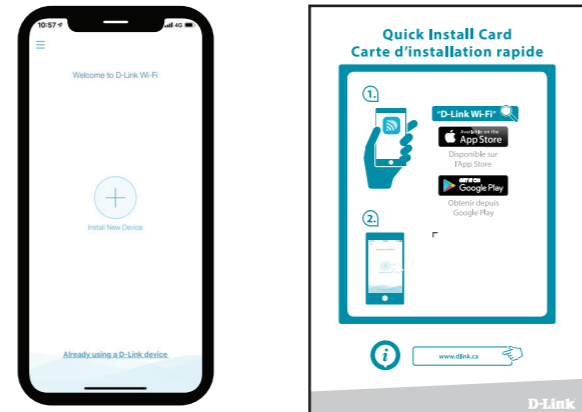 10:57
4G
Welcome to D-Link Wi-Fi
Install New Device
Already using a D-Link device
Quick Install Card
Carte d'installation rapide
1.
"D-Link Wi-Fi"
Available on the
App Store
Disponible sur
l'App Store
GET IT ON
Google Play
Obtenir depuis
Google Play
2.
i
www.dlink.ca
D-Link